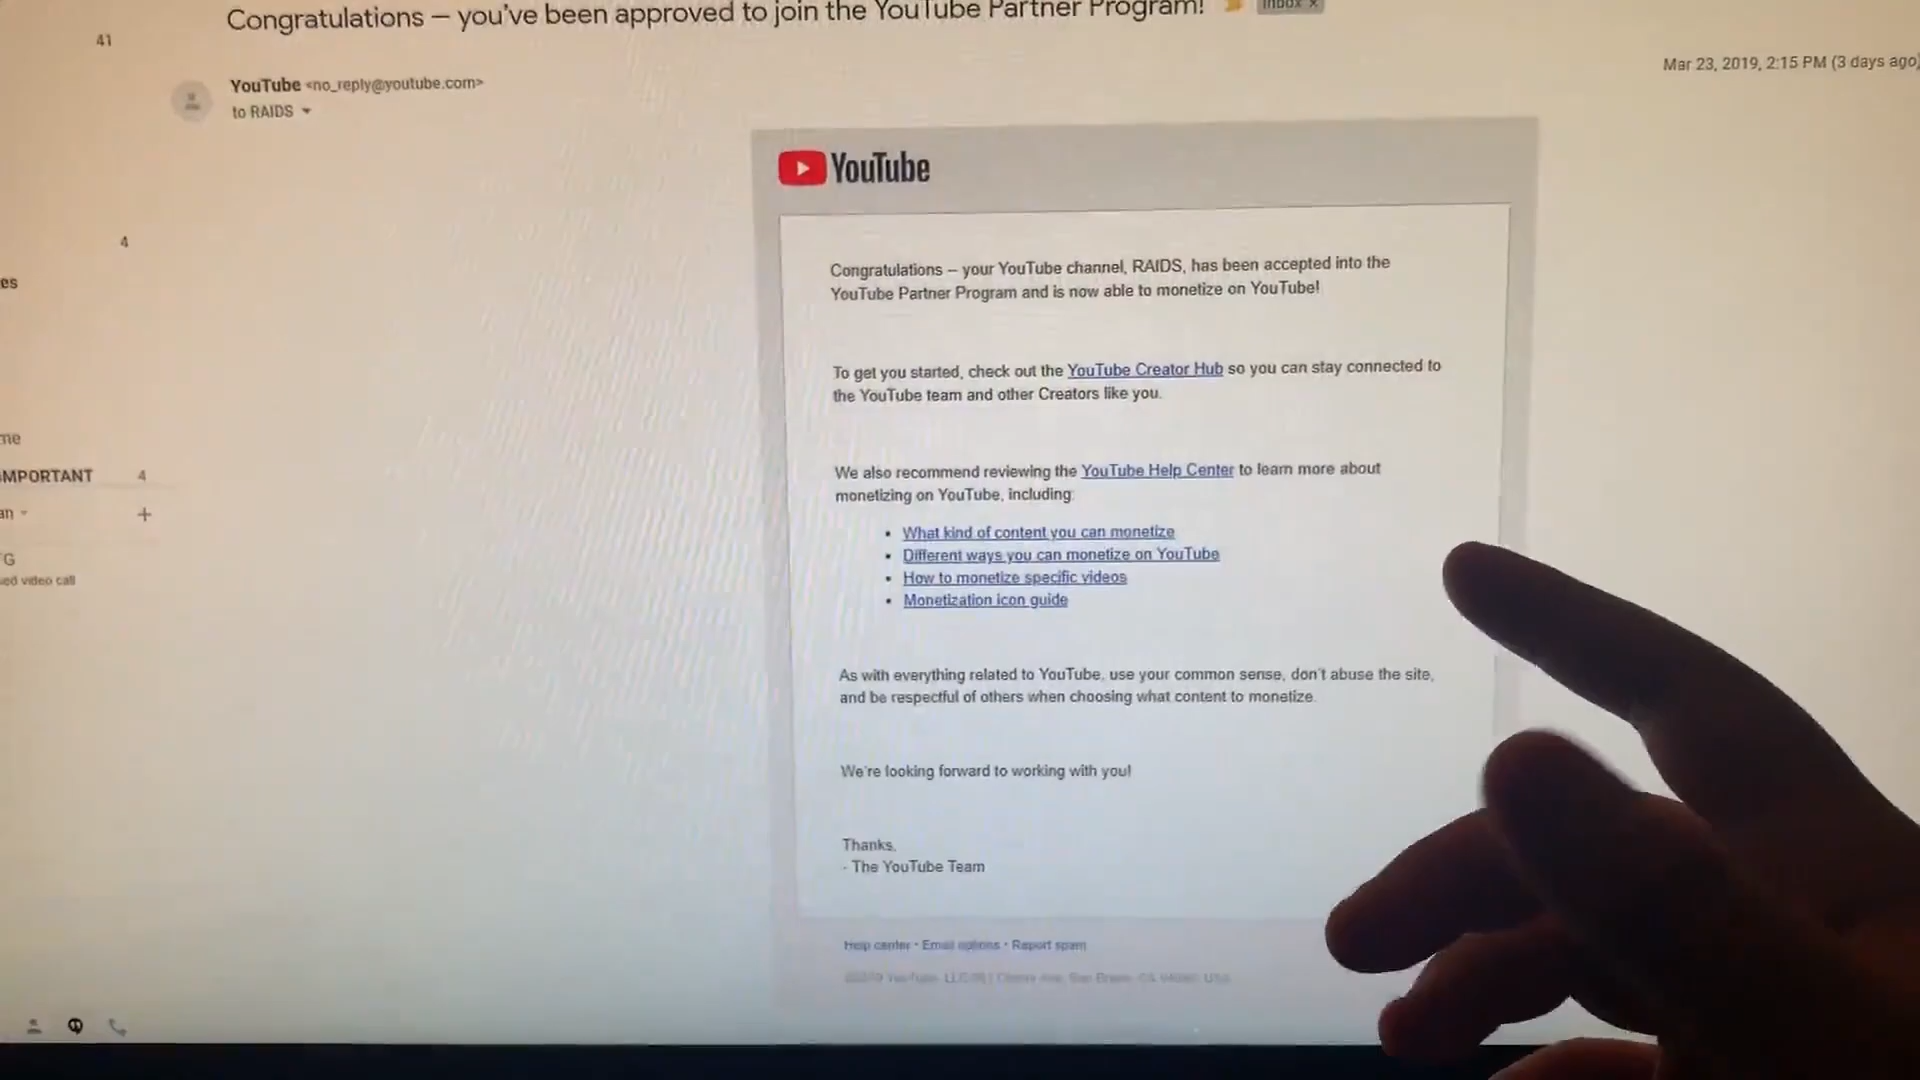 Congratulations – you've been approved to join the YouTube Partner Program!
Inbox x
41
Mar 23, 2019, 2:15 PM (3 days ago)
YouTube <no_reply@youtube.com>
to RAIDS
YouTube
4
es
Congratulations – your YouTube channel, RAIDS, has been accepted into the
YouTube Partner Program and is now able to monetize on YouTube!
To get you started, check out the YouTube Creator Hub so you can stay connected to
the YouTube team and other Creators like you.
me
MPORTANT 4
an
+
We also recommend reviewing the YouTube Help Center to learn more about
monetizing on YouTube, including:
• What kind of content you can monetize
• Different ways you can monetize on YouTube
• How to monetize specific videos
• Monetization icon guide
G
ed video call
As with everything related to YouTube, use your common sense, don't abuse the site,
and be respectful of others when choosing what content to monetize.
We're looking forward to working with you!
Thanks,
- The YouTube Team
Help center • Email options • Report spam